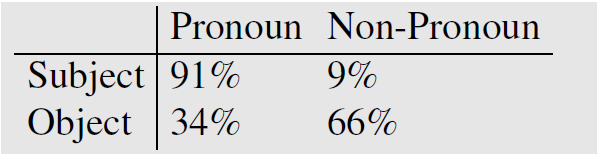 Pronoun Non-Pronoun
Subject 91% 9%
Object 34% 66%